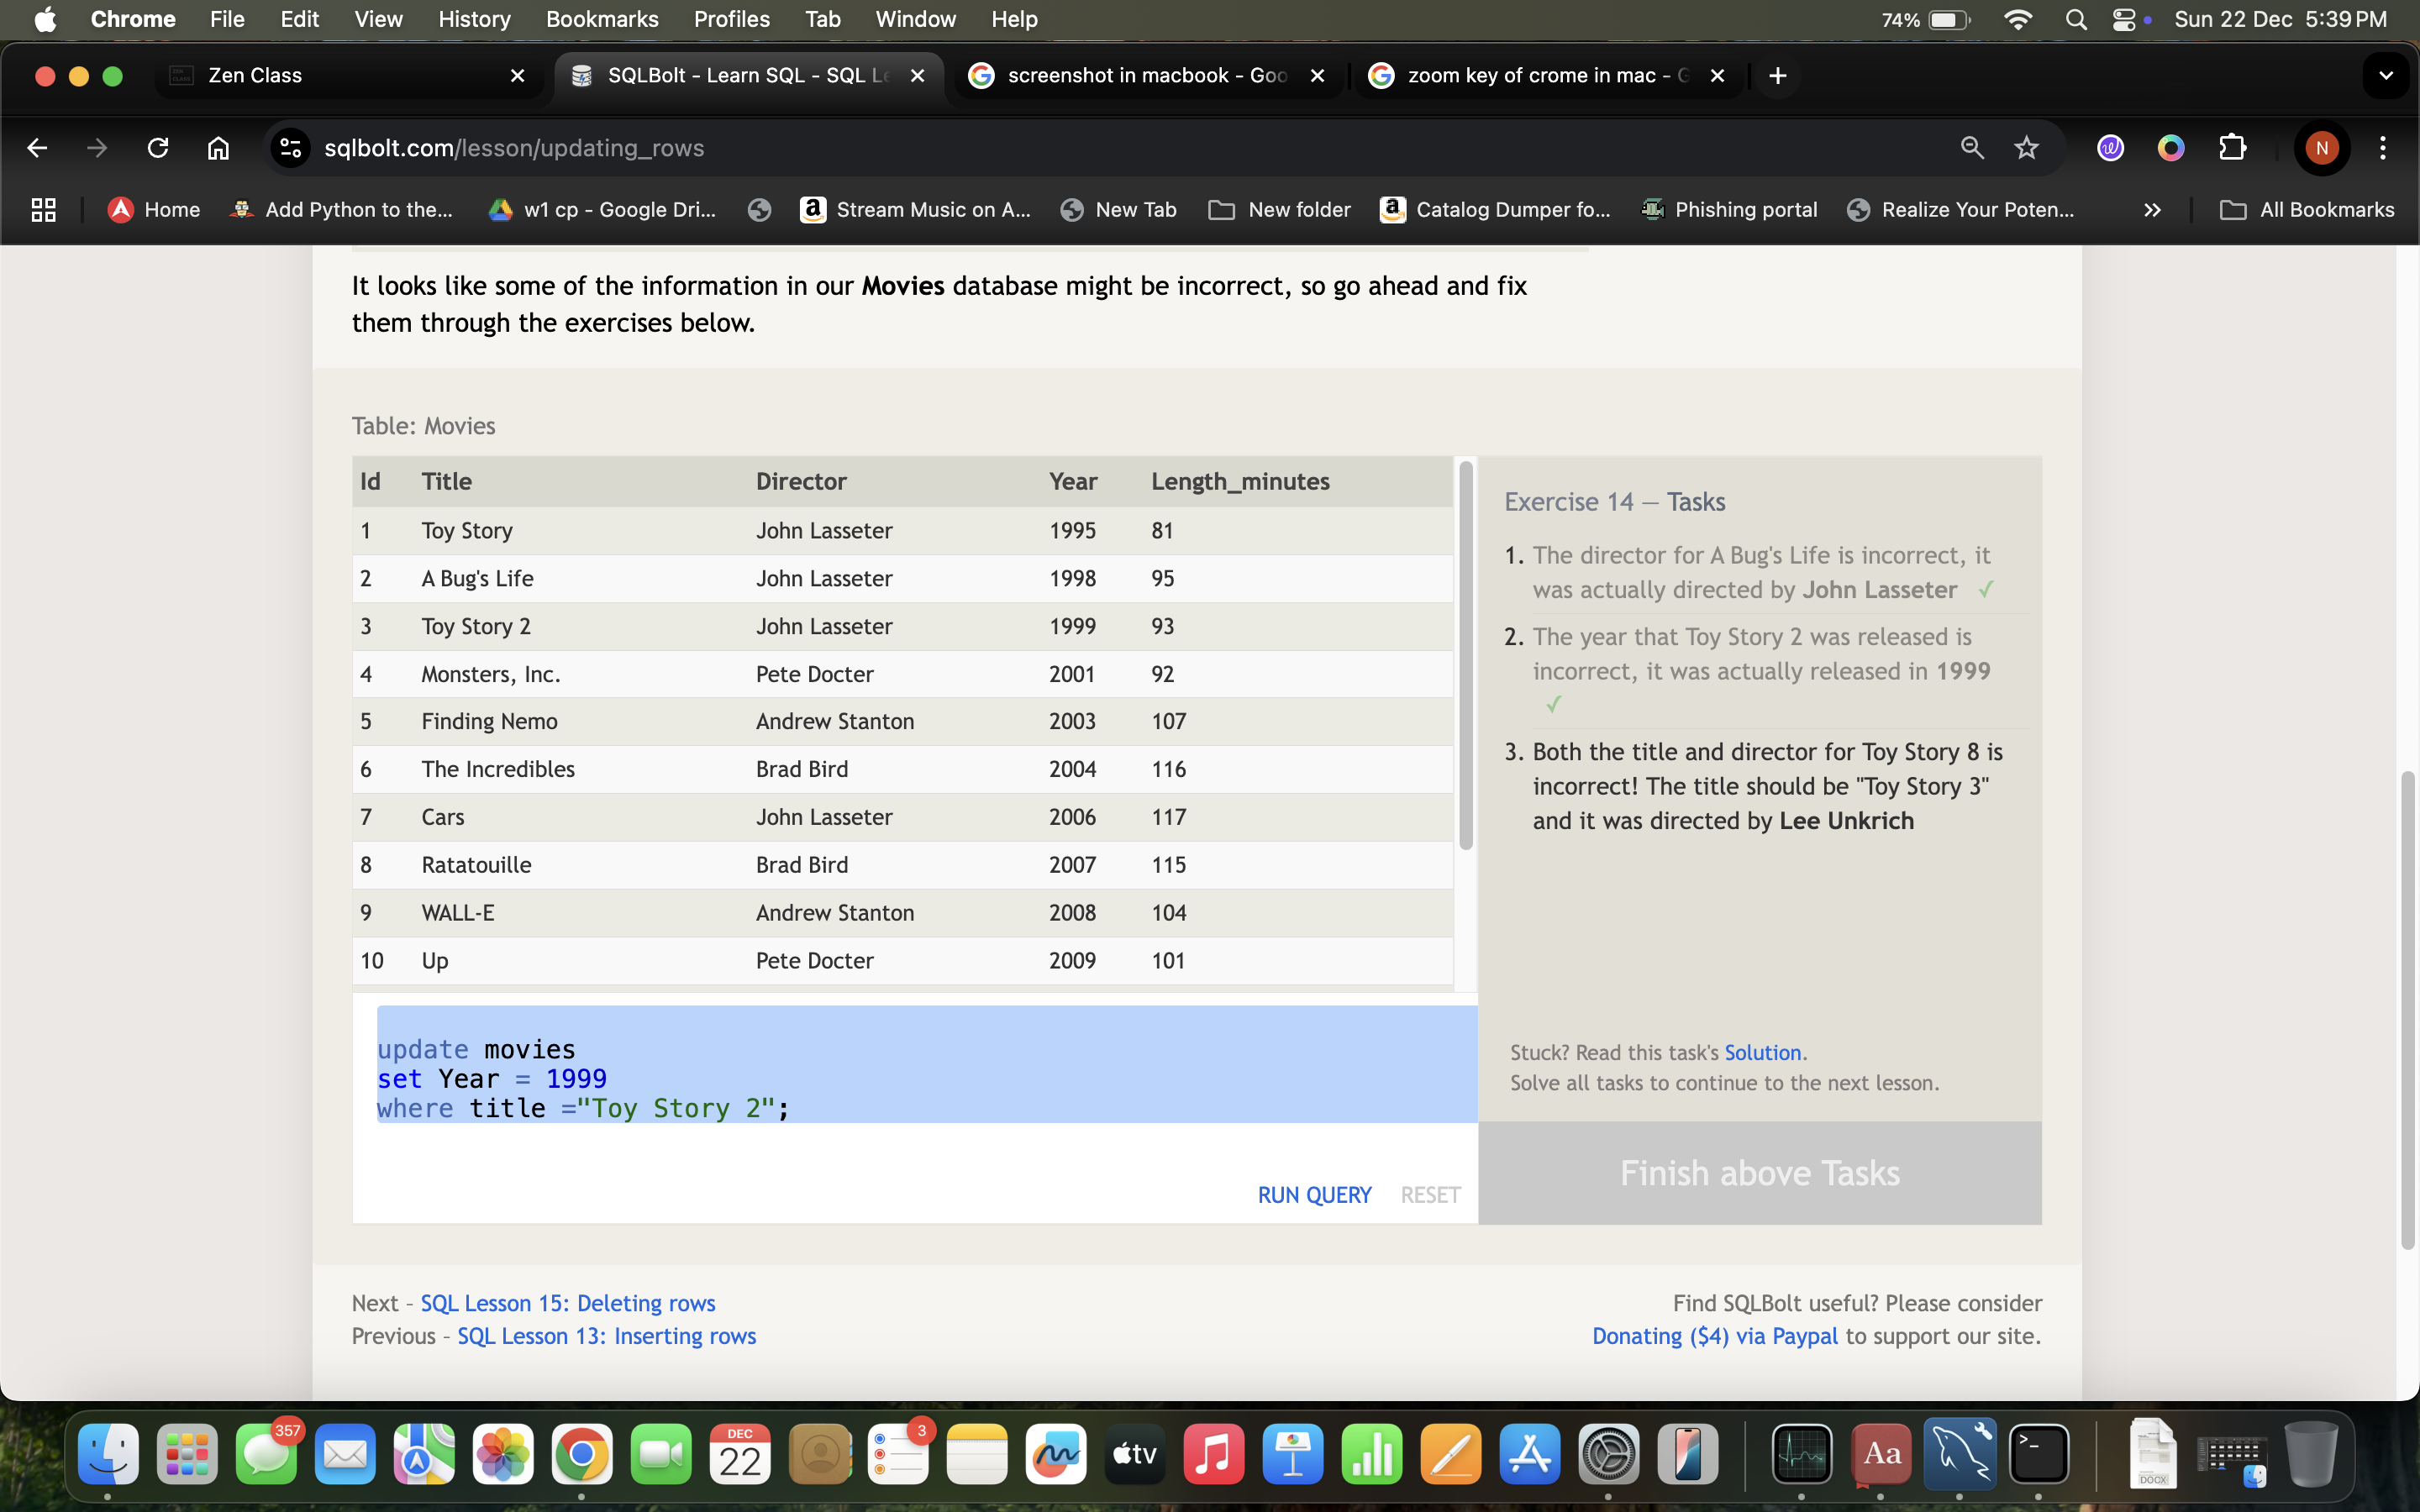 Chrome File Edit View History Bookmarks Profiles Tab Window Help 74% Sun 22 Dec 5:39 PM
Zen Class SQLBolt - Learn SQL - SQL Le screenshot in macbook - Goo zoom key of crome in mac - G
sqlbolt.com/lesson/updating_rows N
Home Add Python to the... w1 cp - Google Dri... Stream Music on A... New Tab New folder Catalog Dumper fo... Phishing portal Realize Your Poten... » All Bookmarks
It looks like some of the information in our Movies database might be incorrect, so go ahead and fix
them through the exercises below.
Table: Movies
Id Title Director Year Length_minutes
1 Toy Story John Lasseter 1995 81
2 A Bug's Life John Lasseter 1998 95
3 Toy Story 2 John Lasseter 1999 93
4 Monsters, Inc. Pete Docter 2001 92
5 Finding Nemo Andrew Stanton 2003 107
6 The Incredibles Brad Bird 2004 116
7 Cars John Lasseter 2006 117
8 Ratatouille Brad Bird 2007 115
9 WALL-E Andrew Stanton 2008 104
10 Up Pete Docter 2009 101
update movies
set Year = 1999
where title ="Toy Story 2";
RUN QUERY RESET
Exercise 14 — Tasks
1. The director for A Bug's Life is incorrect, it
was actually directed by John Lasseter ✓
2. The year that Toy Story 2 was released is
incorrect, it was actually released in 1999
✓
3. Both the title and director for Toy Story 8 is
incorrect! The title should be "Toy Story 3"
and it was directed by Lee Unkrich
Stuck? Read this task's Solution.
Solve all tasks to continue to the next lesson.
Finish above Tasks
Next – SQL Lesson 15: Deleting rows
Previous – SQL Lesson 13: Inserting rows
Find SQLBolt useful? Please consider
Donating ($4) via Paypal to support our site.
357
DEC
22
3
tv
Aa
>_
DOCX